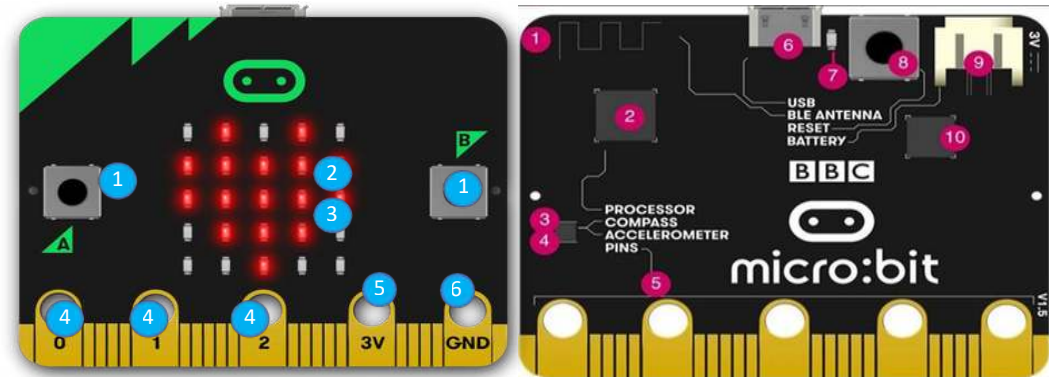 B
1
2
1
3
A
4
4
4
5
6
0
1
2
3V
GND
1
6
7
8
9
3V
2
10
USB
BLE ANTENNA
RESET
BATTERY
BBC
3
4
PROCESSOR
COMPASS
ACCELEROMETER
PINS
5
micro:bit
V1.5